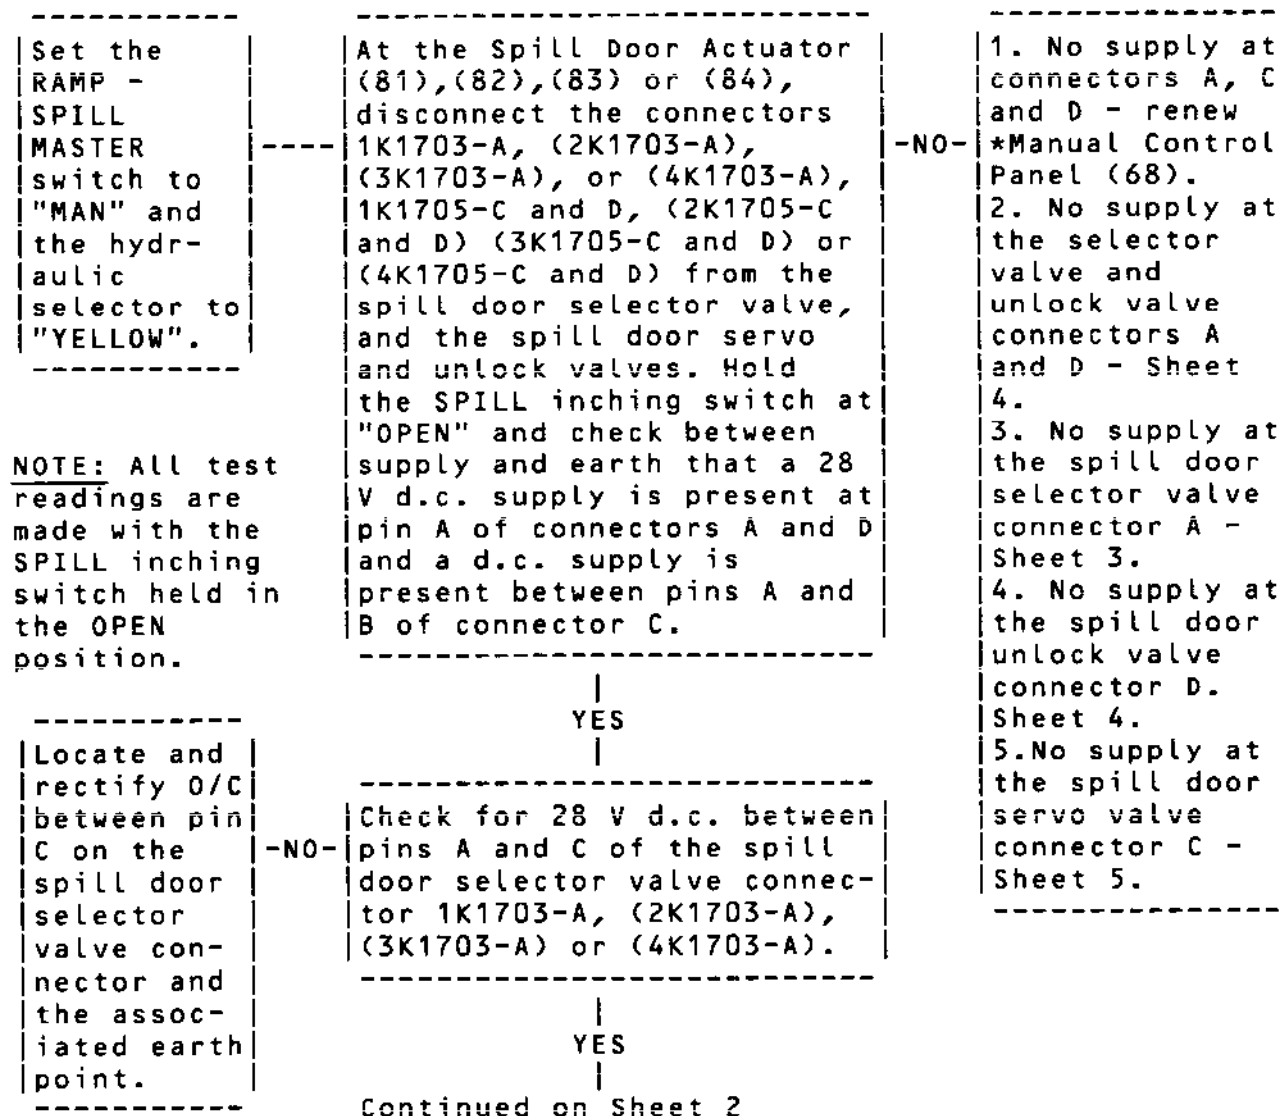 Set the
RAMP -
SPILL
MASTER
switch to
"MAN" and
the hydr-
aulic
selector to
"YELLOW".
At the Spill Door Actuator
(81),(82),(83) or (84),
disconnect the connectors
1K1703-A, (2K1703-A),
(3K1703-A), or (4K1703-A),
1K1705-C and D, (2K1705-C
and D) (3K1705-C and D) or
(4K1705-C and D) from the
spill door selector valve,
and the spill door servo
and unlock valves. Hold
the SPILL inching switch at
"OPEN" and check between
supply and earth that a 28
V d.c. supply is present at
pin A of connectors A and D
and a d.c. supply is
present between pins A and
B of connector C.
-NO-
1. No supply at
connectors A, C
and D - renew
*Manual Control
Panel (68).
2. No supply at
the selector
valve and
unlock valve
connectors A
and D - Sheet
4.
3. No supply at
the spill door
selector valve
connector A -
Sheet 3.
4. No supply at
the spill door
unlock valve
connector D.
Sheet 4.
5.No supply at
the spill door
servo valve
connector C -
Sheet 5.
NOTE: All test
readings are
made with the
SPILL inching
switch held in
the OPEN
position.
YES
Locate and
rectify O/C
between pin
C on the
spill door
selector
valve con-
nector and
the assoc-
iated earth
point.
-NO-
Check for 28 V d.c. between
pins A and C of the spill
door selector valve connec-
tor 1K1703-A, (2K1703-A),
(3K1703-A) or (4K1703-A).
YES
Continued on Sheet 2